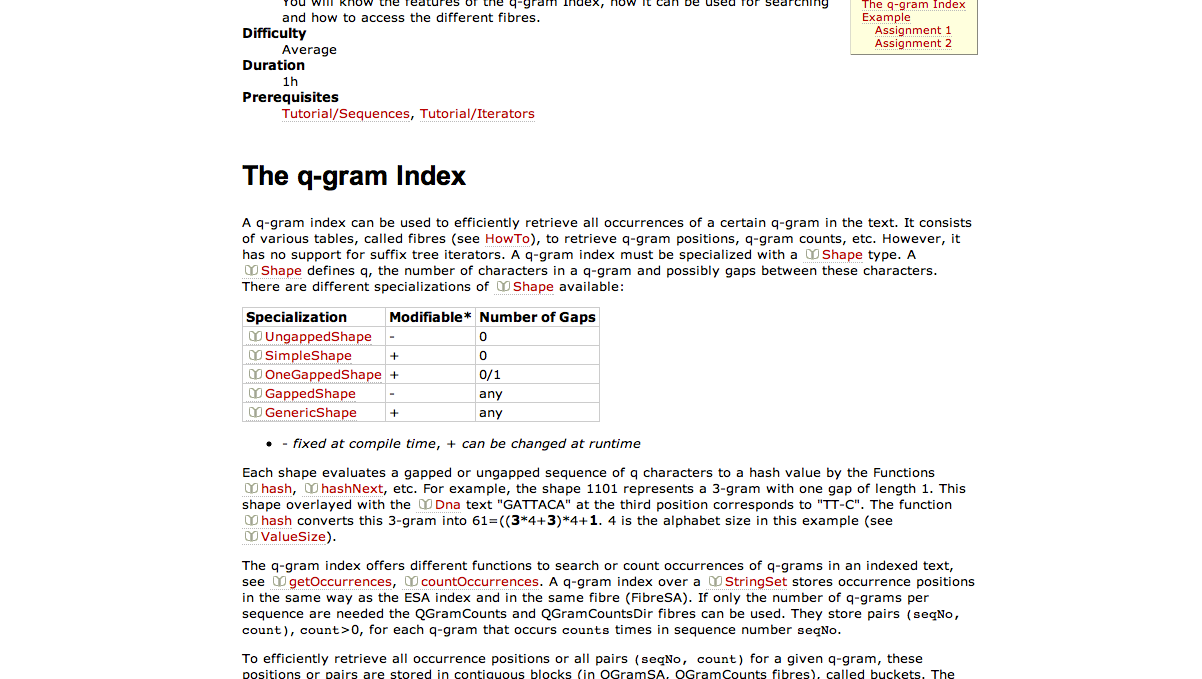 You will know the features of the q-gram Index, how it can be used for searching
and how to access the different fibres.
Difficulty
Average
Duration
1h
Prerequisites
Tutorial/Sequences, Tutorial/Iterators
The q-gram Index
Example
Assignment 1
Assignment 2
The q-gram Index
A q-gram index can be used to efficiently retrieve all occurrences of a certain q-gram in the text. It consists
of various tables, called fibres (see HowTo), to retrieve q-gram positions, q-gram counts, etc. However, it
has no support for suffix tree iterators. A q-gram index must be specialized with a Shape type. A
Shape defines q, the number of characters in a q-gram and possibly gaps between these characters.
There are different specializations of Shape available:
Specialization Modifiable* Number of Gaps
UngappedShape - 0
SimpleShape + 0
OneGappedShape + 0/1
GappedShape - any
GenericShape + any
• - fixed at compile time, + can be changed at runtime
Each shape evaluates a gapped or ungapped sequence of q characters to a hash value by the Functions
hash, hashNext, etc. For example, the shape 1101 represents a 3-gram with one gap of length 1. This
shape overlayed with the Dna text "GATTACA" at the third position corresponds to "TT-C". The function
hash converts this 3-gram into 61=((3*4+3)*4+1. 4 is the alphabet size in this example (see
ValueSize).
The q-gram index offers different functions to search or count occurrences of q-grams in an indexed text,
see getOccurrences, countOccurrences. A q-gram index over a StringSet stores occurrence positions
in the same way as the ESA index and in the same fibre (FibreSA). If only the number of q-grams per
sequence are needed the QGramCounts and QGramCountsDir fibres can be used. They store pairs (seqNo,
count), count>0, for each q-gram that occurs counts times in sequence number seqNo.
To efficiently retrieve all occurrence positions or all pairs (seqNo, count) for a given q-gram, these
positions or pairs are stored in contiguous blocks (in QGramSA, QGramCounts fibres), called buckets. The